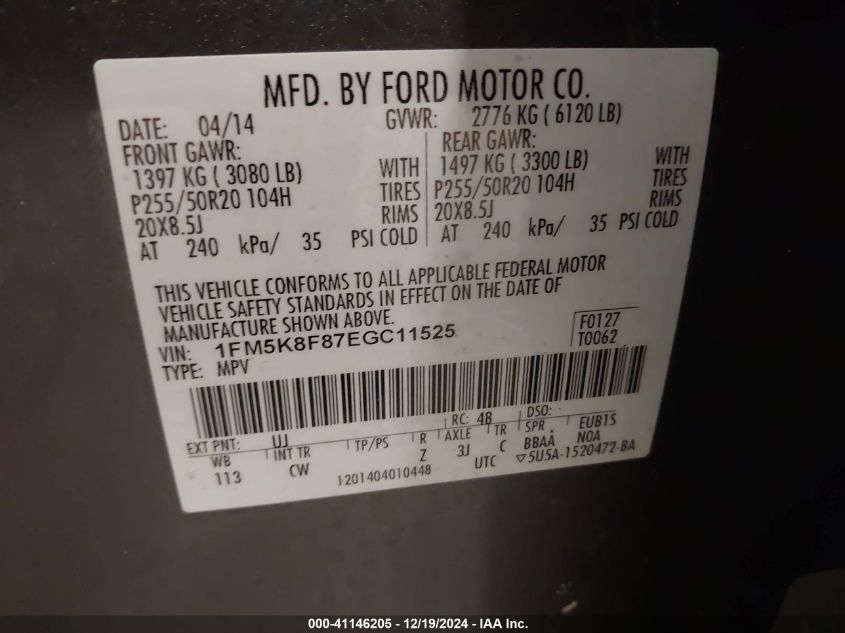 MFD. BY FORD MOTOR CO.
DATE: 04/14 GVWR: 2776 KG ( 6120 LB)
FRONT GAWR: REAR GAWR:
1397 KG ( 3080 LB) WITH 1497 KG ( 3300 LB) WITH
P255/50R20 104H TIRES P255/50R20 104H TIRES
20X8.5J RIMS 20X8.5J RIMS
AT 240 kPa/ 35 PSI COLD AT 240 kPa/ 35 PSI COLD
THIS VEHICLE CONFORMS TO ALL APPLICABLE FEDERAL MOTOR
VEHICLE SAFETY STANDARDS IN EFFECT ON THE DATE OF
MANUFACTURE SHOWN ABOVE.
VIN: 1FM5K8F87EGC11525 F0127
TYPE: MPV T0062
EXT PNT: UJ RC: 48 DSO:
WB INT TR TP/PS R AXLE TR SPR EUB1S
113 CW Z 3J C BBAA NOA
1201404010448 UTC ▽5U5A-1520472-BA
000-41146205 - 12/19/2024 - IAA Inc.